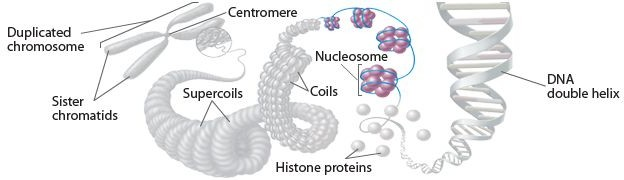 Centromere
Duplicated
chromosome
Nucleosome
DNA
double helix
Supercoils
Coils
Sister
chromatids
Histone proteins